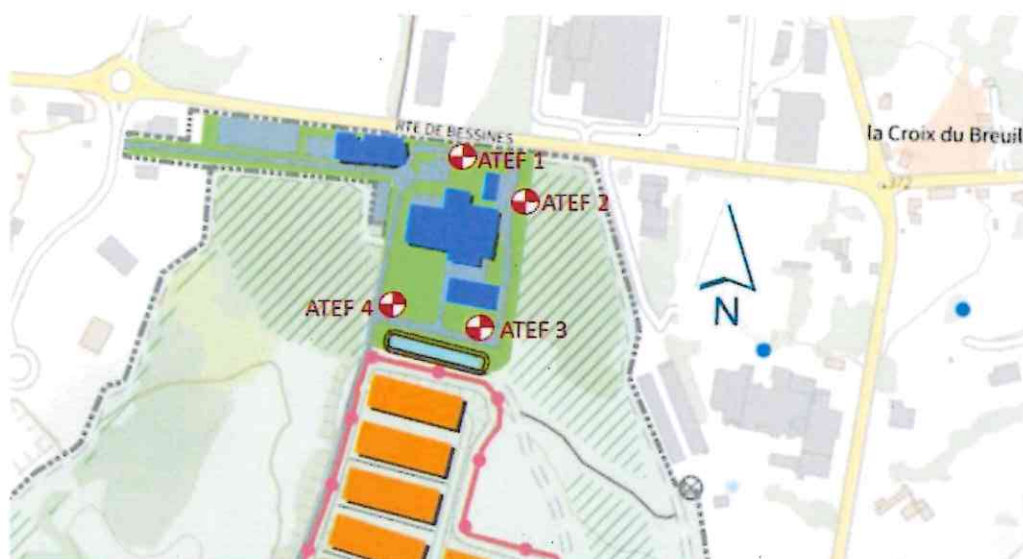 RTE DE BESSINES
la Croix du Breuil
ATEF 1
ATEF 2
ATEF 4
ATEF 3
N